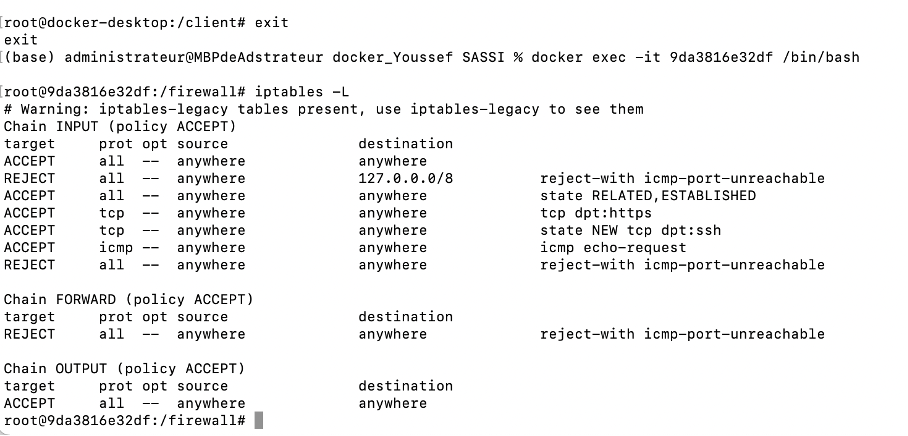 [root@docker-desktop:/client# exit
exit
[(base) administrateur@MBPdeAdstrateur docker_Youssef SASSI % docker exec -it 9da3816e32df /bin/bash
[root@9da3816e32df:/firewall# iptables -L
# Warning: iptables-legacy tables present, use iptables-legacy to see them
Chain INPUT (policy ACCEPT)
target     prot opt source               destination
ACCEPT     all  --  anywhere             anywhere
REJECT     all  --  anywhere             127.0.0.0/8          reject-with icmp-port-unreachable
ACCEPT     all  --  anywhere             anywhere             state RELATED,ESTABLISHED
ACCEPT     tcp  --  anywhere             anywhere             tcp dpt:https
ACCEPT     tcp  --  anywhere             anywhere             state NEW tcp dpt:ssh
ACCEPT     icmp --  anywhere             anywhere             icmp echo-request
REJECT     all  --  anywhere             anywhere             reject-with icmp-port-unreachable
Chain FORWARD (policy ACCEPT)
target     prot opt source               destination
REJECT     all  --  anywhere             anywhere             reject-with icmp-port-unreachable
Chain OUTPUT (policy ACCEPT)
target     prot opt source               destination
ACCEPT     all  --  anywhere             anywhere
root@9da3816e32df:/firewall#